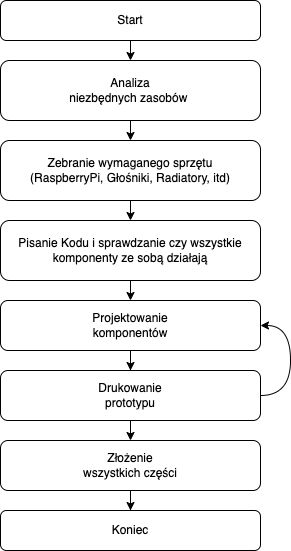 Start
Analiza
niezbędnych zasobów
Zebranie wymaganego sprzętu
(RaspberryPi, Głośniki, Radiatory, itd)
Pisanie Kodu i sprawdzanie czy wszystkie
komponenty ze sobą działają
Projektowanie
komponentów
Drukowanie
prototypu
Złożenie
wszystkich części
Koniec